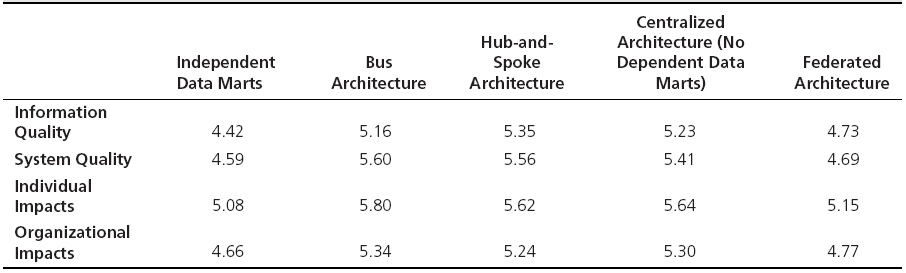 Independent Data Marts
Bus Architecture
Hub-and-Spoke Architecture
Centralized Architecture (No Dependent Data Marts)
Federated Architecture
Information Quality 4.42 5.16 5.35 5.23 4.73
System Quality 4.59 5.60 5.56 5.41 4.69
Individual Impacts 5.08 5.80 5.62 5.64 5.15
Organizational Impacts 4.66 5.34 5.24 5.30 4.77